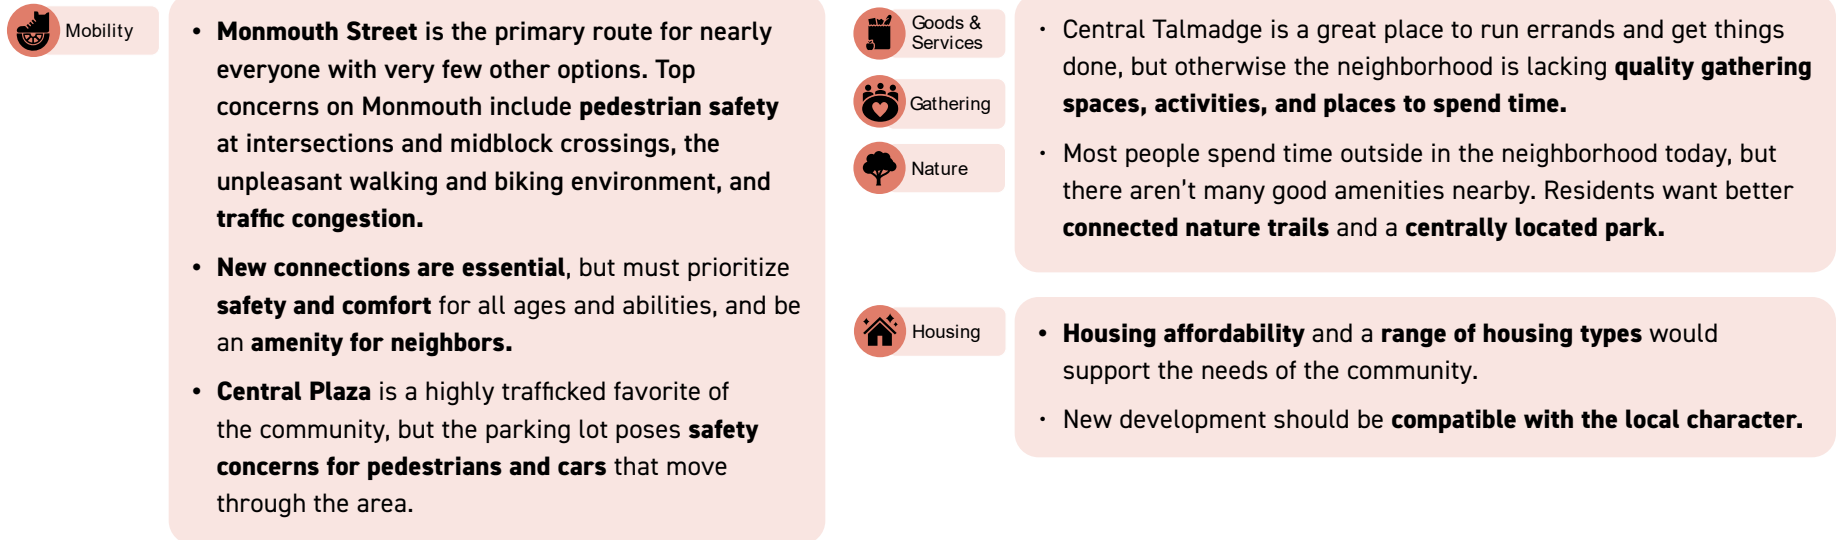 Mobility
• Monmouth Street is the primary route for nearly
everyone with very few other options. Top
concerns on Monmouth include pedestrian safety
at intersections and midblock crossings, the
unpleasant walking and biking environment, and
traffic congestion.
• New connections are essential, but must prioritize
safety and comfort for all ages and abilities, and be
an amenity for neighbors.
• Central Plaza is a highly trafficked favorite of
the community, but the parking lot poses safety
concerns for pedestrians and cars that move
through the area.
Goods &
Services
Gathering
Nature
· Central Talmadge is a great place to run errands and get things
done, but otherwise the neighborhood is lacking quality gathering
spaces, activities, and places to spend time.
· Most people spend time outside in the neighborhood today, but
there aren’t many good amenities nearby. Residents want better
connected nature trails and a centrally located park.
Housing
• Housing affordability and a range of housing types would
support the needs of the community.
· New development should be compatible with the local character.